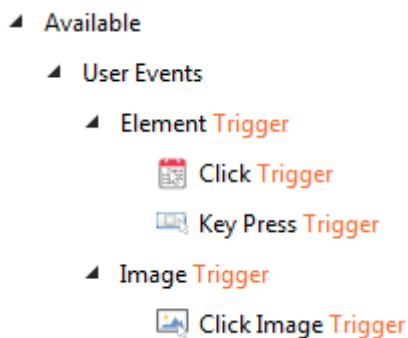 Available
User Events
Element Trigger
Click Trigger
Key Press Trigger
Image Trigger
Click Image Trigger